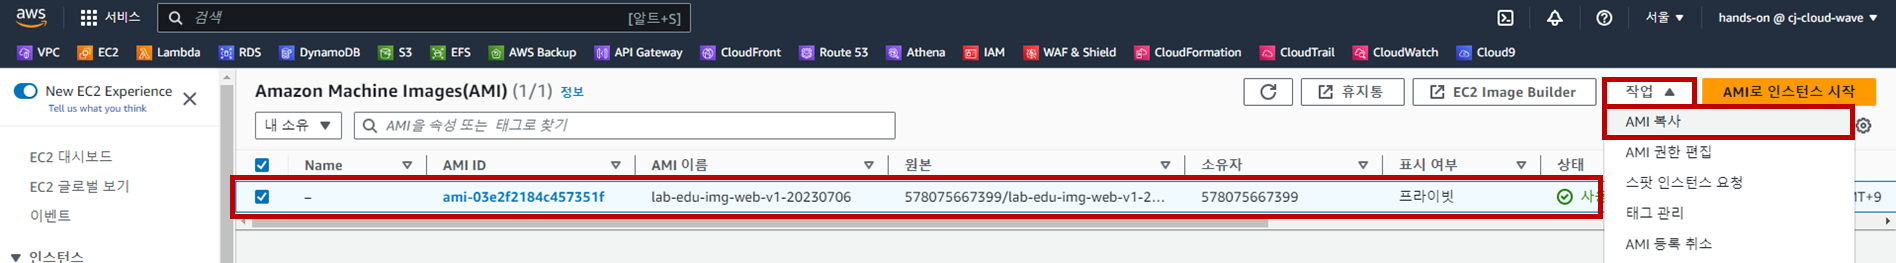 aws 서비스 검색 [알트+S] 서울 ▼ hands-on @ cj-cloud-wave ▼
VPC EC2 Lambda RDS DynamoDB S3 EFS AWS Backup API Gateway CloudFront Route 53 Athena IAM WAF & Shield CloudFormation CloudTrail CloudWatch Cloud9
New EC2 Experience
Tell us what you think
EC2 대시보드
EC2 글로벌 보기
이벤트
▼ 인스턴스
Amazon Machine Images(AMI) (1/1) 정보
휴지통 EC2 Image Builder 작업 ▲ AMI로 인스턴스 시작
내 소유 ▼ AMI을 속성 또는 태그로 찾기
Name AMI ID AMI 이름 원본 소유자 표시 여부 상태
– ami-03e2f2184c457351f lab-edu-img-web-v1-20230706 578075667399/lab-edu-img-web-v1-2... 578075667399 프라이빗
AMI 복사
AMI 권한 편집
스팟 인스턴스 요청
태그 관리
AMI 등록 취소